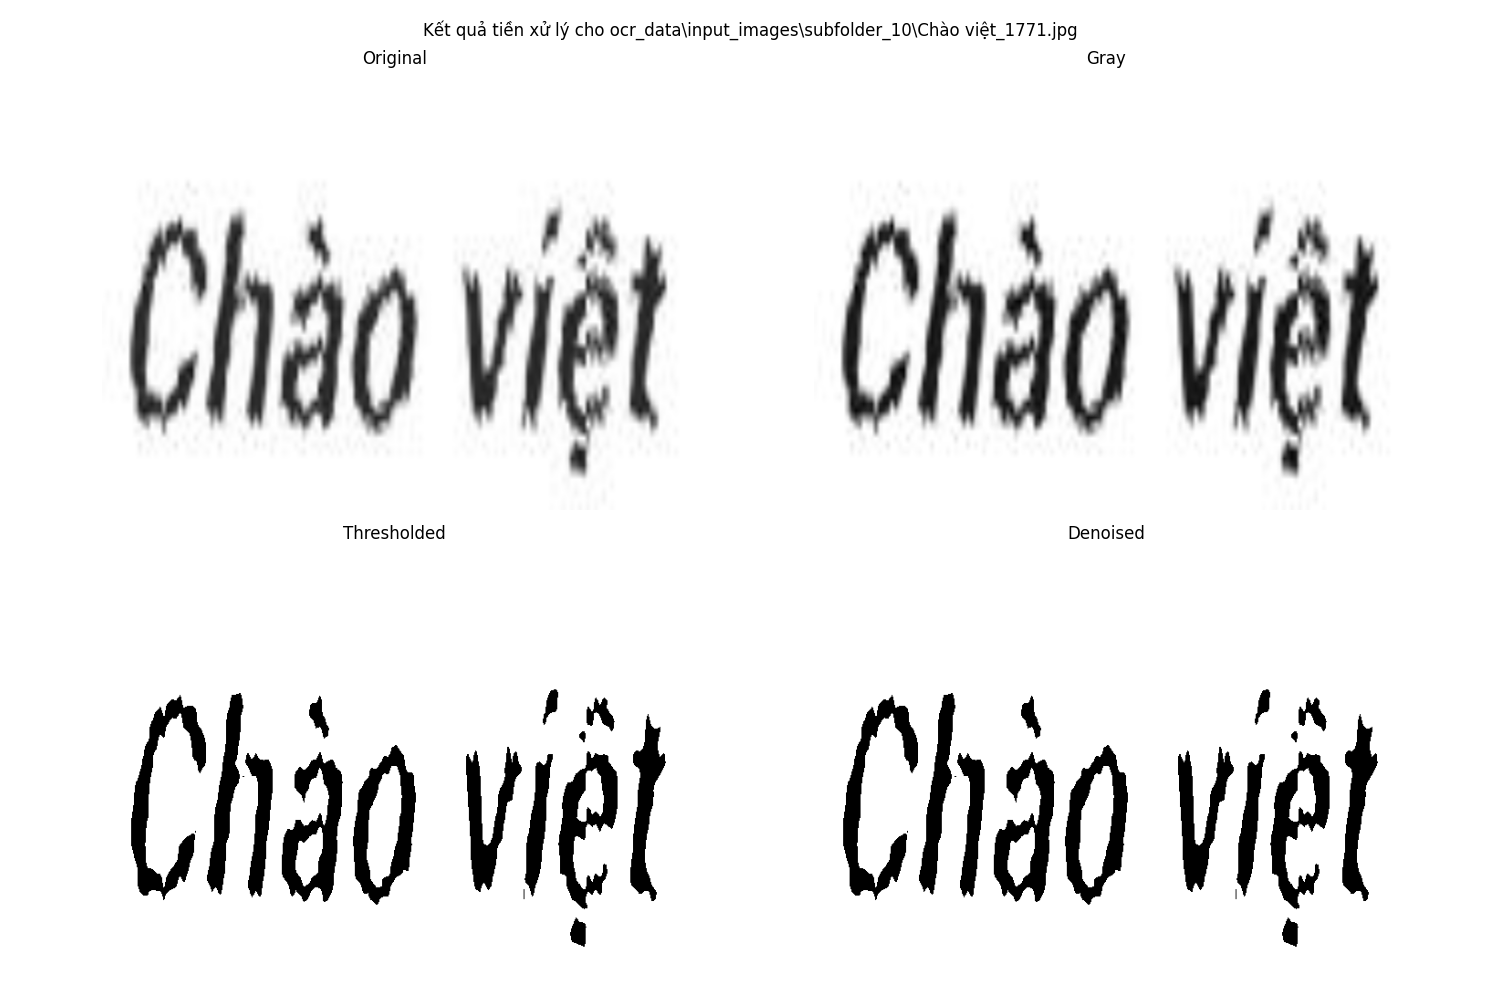 Kết quả tiền xử lý cho ocr_data\input_images\subfolder_10\Chào việt_1771.jpg
Original
Gray
Chào việt
Chào việt
Thresholded
Denoised
Chào việt
Chào việt